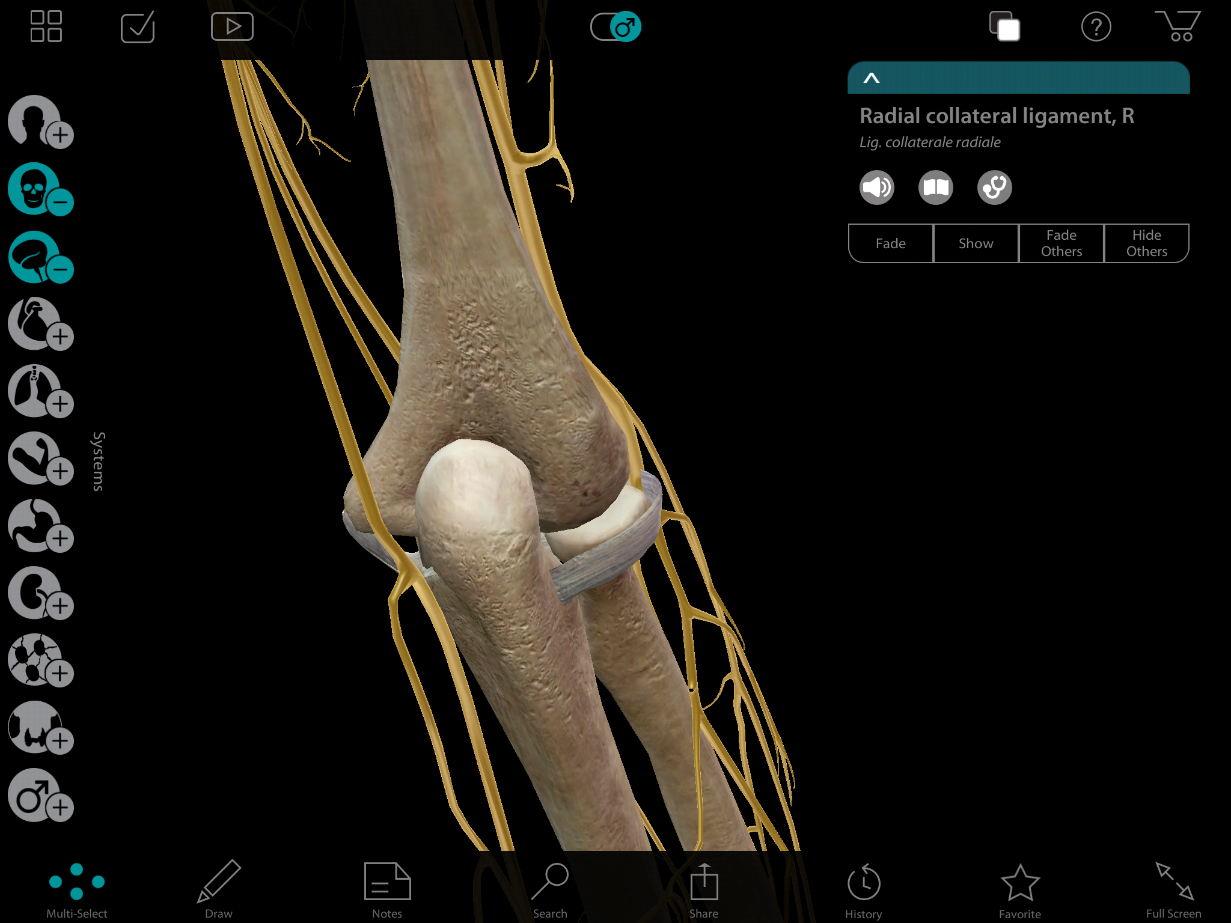 Radial collateral ligament, R
Lig. collaterale radiale
Fade
Show
Fade
Others
Hide
Others
Systems
Multi-Select
Draw
Notes
Search
Share
History
Favorite
Full Screen